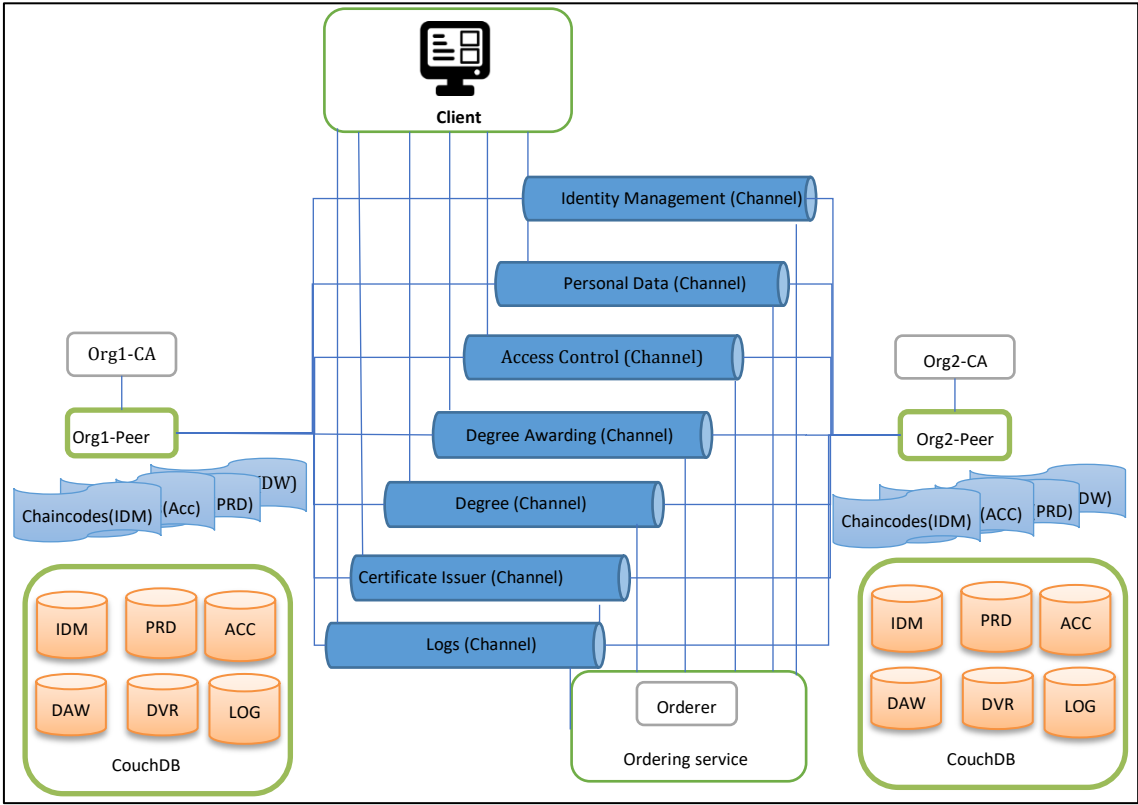 Client
Identity Management (Channel)
Personal Data (Channel)
Org1-CA
Access Control (Channel)
Org2-CA
Org1-Peer
Degree Awarding (Channel)
Org2-Peer
Chaincodes(IDM)
(Acc)
PRD)
DW)
Degree (Channel)
Chaincodes(IDM)
(ACC)
(PRD)
DW)
Certificate Issuer (Channel)
Logs (Channel)
IDM
PRD
ACC
DAW
DVR
LOG
CouchDB
Orderer
Ordering service
IDM
PRD
ACC
DAW
DVR
LOG
CouchDB